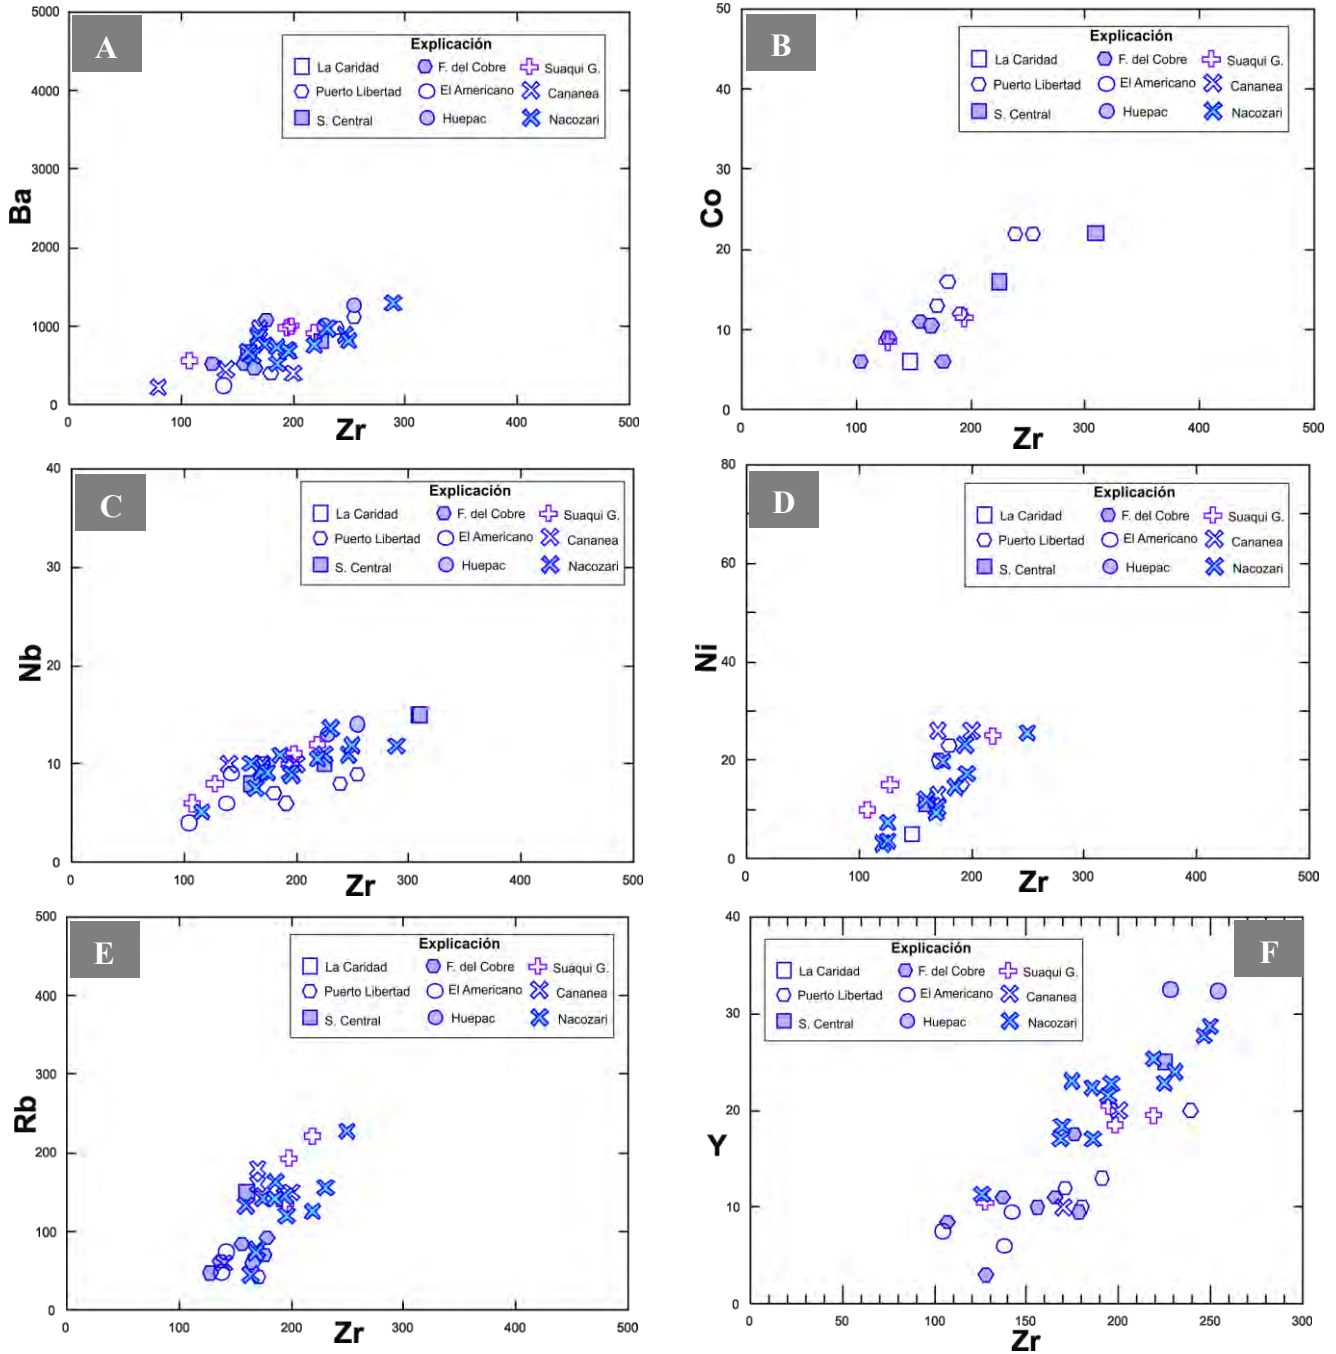 A
5000
4000
3000
2000
1000
0
Ba
Explicación
La Caridad F. del Cobre Suaqui G.
Puerto Libertad El Americano Cananea
S. Central Huepac Nacozari
0 100 200 300 400 500
Zr
B
50
40
30
20
10
0
Co
Explicación
La Caridad F. del Cobre Suaqui G.
Puerto Libertad El Americano Cananea
S. Central Huepac Nacozari
0 100 200 300 400 500
Zr
C
40
30
20
10
0
Nb
Explicación
La Caridad F. del Cobre Suaqui G.
Puerto Libertad El Americano Cananea
S. Central Huepac Nacozari
0 100 200 300 400 500
Zr
D
80
60
40
20
0
Ni
Explicación
La Caridad F. del Cobre Suaqui G.
Puerto Libertad El Americano Cananea
S. Central Huepac Nacozari
0 100 200 300 400 500
Zr
E
500
400
300
200
100
0
Rb
Explicación
La Caridad F. del Cobre Suaqui G.
Puerto Libertad El Americano Cananea
S. Central Huepac Nacozari
0 100 200 300 400 500
Zr
F
40
30
20
10
0
Y
Explicación
La Caridad F. del Cobre Suaqui G.
Puerto Libertad El Americano Cananea
S. Central Huepac Nacozari
0 50 100 150 200 250 300
Zr